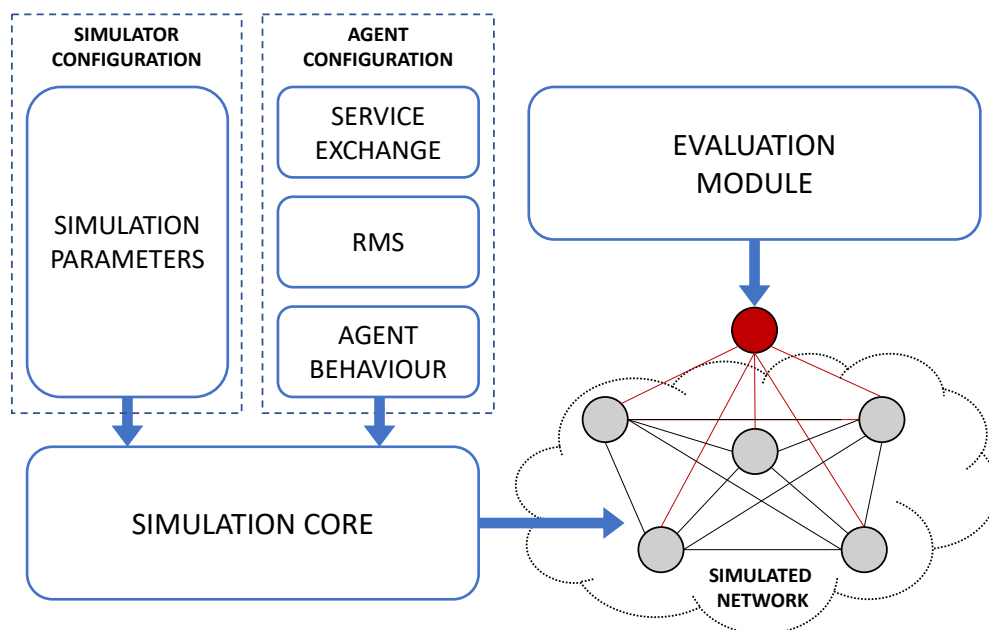 SIMULATOR
CONFIGURATION
SIMULATION
PARAMETERS
AGENT
CONFIGURATION
SERVICE
EXCHANGE
RMS
AGENT
BEHAVIOUR
EVALUATION
MODULE
SIMULATION CORE
SIMULATED
NETWORK